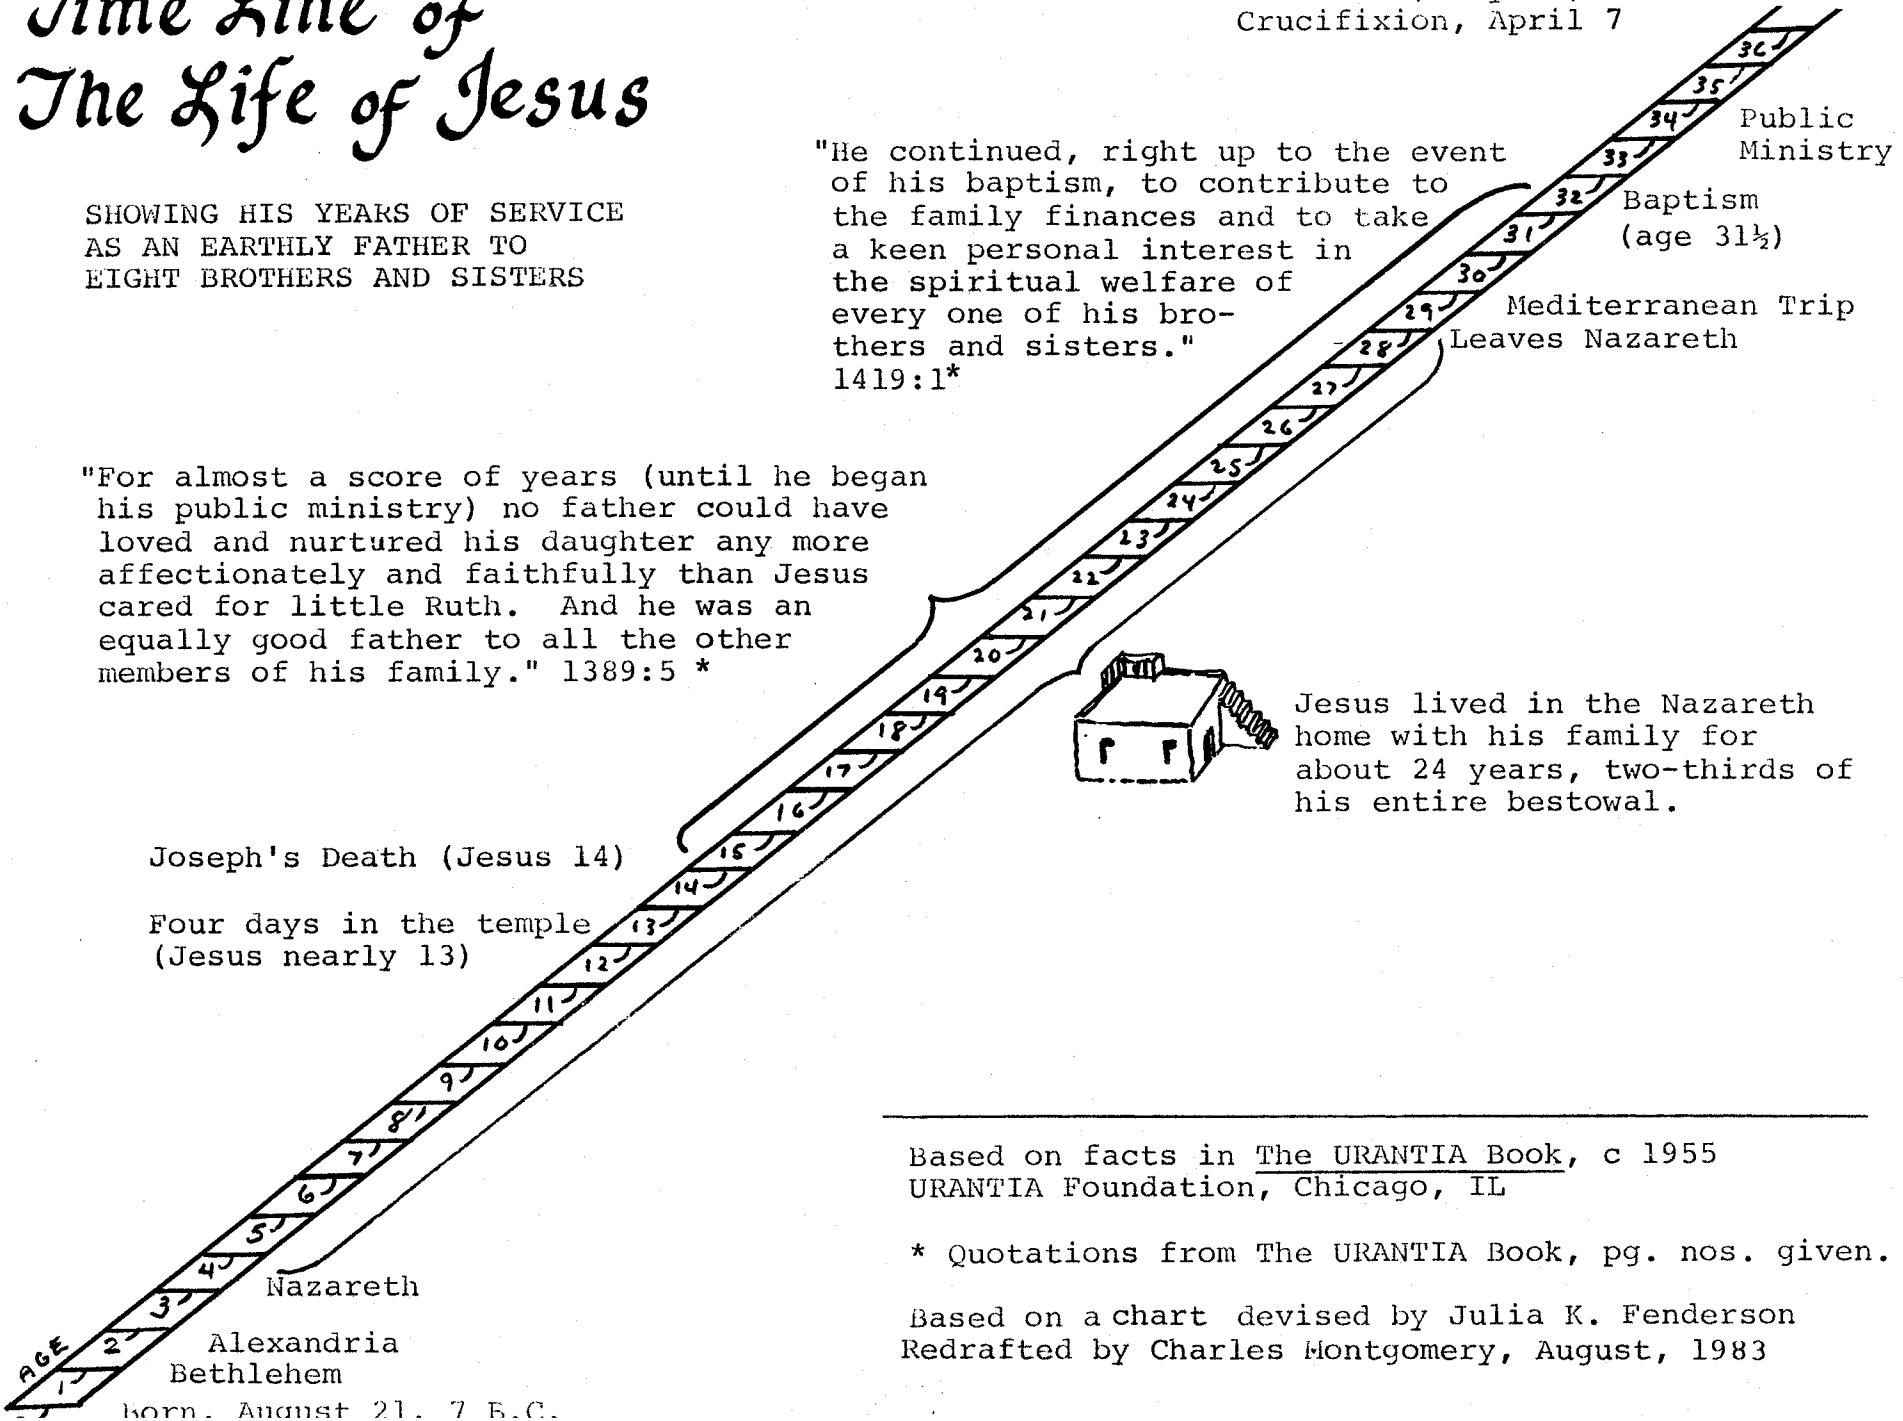 Time Line of
The Life of Jesus
SHOWING HIS YEARS OF SERVICE
AS AN EARTHLY FATHER TO
EIGHT BROTHERS AND SISTERS
Crucifixion, April 7
Public
Ministry
Baptism
(age 31½)
Mediterranean Trip
Leaves Nazareth
"He continued, right up to the event
of his baptism, to contribute to
the family finances and to take
a keen personal interest in
the spiritual welfare of
every one of his bro-
thers and sisters."
1419:1*
"For almost a score of years (until he began
his public ministry) no father could have
loved and nurtured his daughter any more
affectionately and faithfully than Jesus
cared for little Ruth. And he was an
equally good father to all the other
members of his family." 1389:5 *
Jesus lived in the Nazareth
home with his family for
about 24 years, two-thirds of
his entire bestowal.
Joseph's Death (Jesus 14)
Four days in the temple
(Jesus nearly 13)
36
35
34
33
32
31
30
29
28
27
26
25
24
23
22
21
20
19
18
17
16
15
14
13
12
11
10
9
8
7
6
5
4
3
2
1
AGE
Nazareth
Alexandria
Bethlehem
Born, August 21, 7 B.C.
Based on facts in The URANTIA Book, c 1955
URANTIA Foundation, Chicago, IL
* Quotations from The URANTIA Book, pg. nos. given.
Based on a chart devised by Julia K. Fenderson
Redrafted by Charles Montgomery, August, 1983